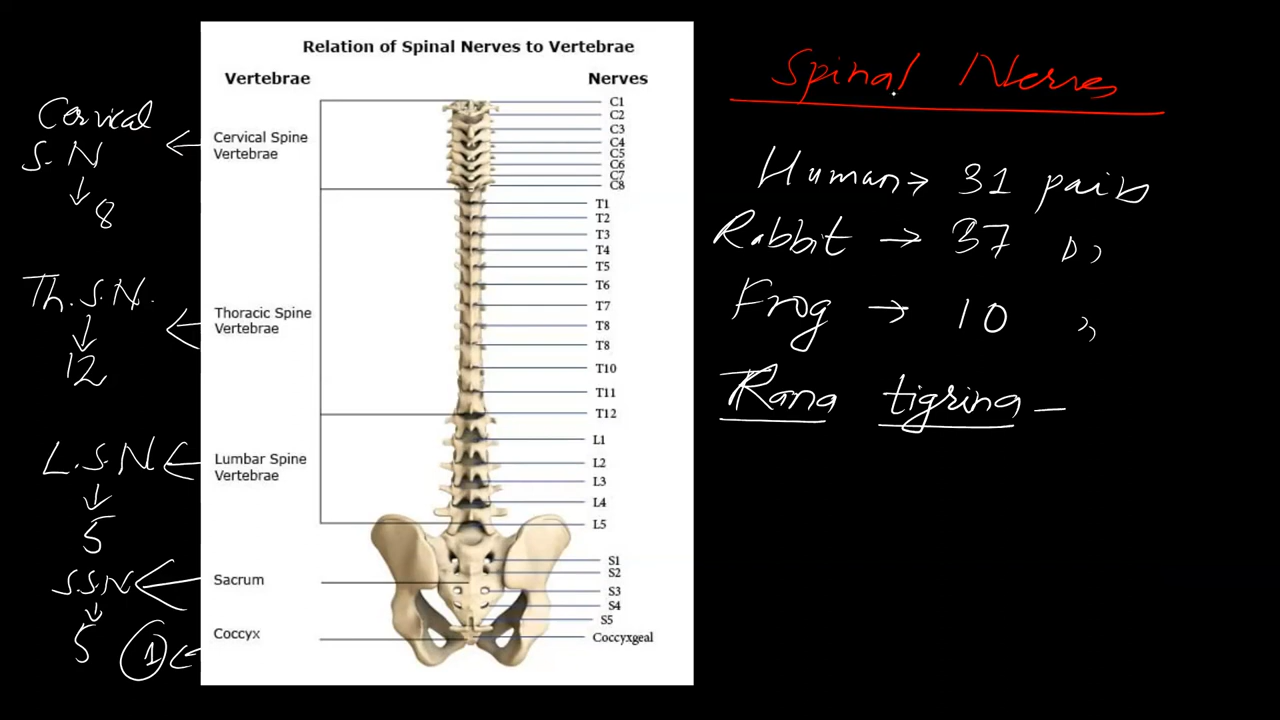 Relation of Spinal Nerves to Vertebrae
Vertebrae
Nerves
Cervical Spine
Vertebrae
Thoracic Spine
Vertebrae
Lumbar Spine
Vertebrae
Sacrum
Coccyx
C1
C2
C3
C4
C5
C6
C7
C8
T1
T2
T3
T4
T5
T6
T7
T8
T8
T10
T11
T12
L1
L2
L3
L4
L5
S1
S2
S3
S4
S5
Coccyxgeal
Cervical
S.N
8
Th.S.N.
12
L.S.N
5
S.S.N
5
1
Spinal Nerves
Human → 31 pairs
Rabbit → 37 ,,
Frog → 10 ,,
Rana tigrina —